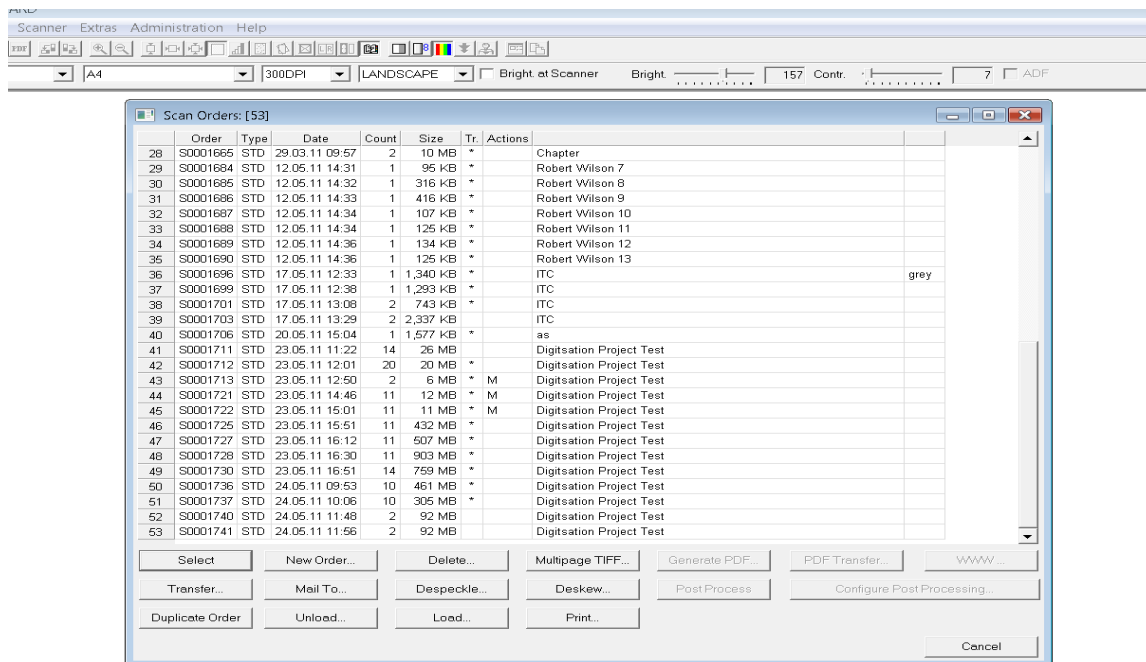 Scanner Extras Administration Help
PDF
LR
8
A4 300DPI LANDSCAPE Bright. at Scanner Bright. 157 Contr. 7 ADF
Scan Orders: [53]
Order Type Date Count Size Tr. Actions
28 S0001665 STD 29.03.11 09:57 2 10 MB * Chapter
29 S0001684 STD 12.05.11 14:31 1 95 KB * Robert Wilson 7
30 S0001685 STD 12.05.11 14:32 1 316 KB * Robert Wilson 8
31 S0001686 STD 12.05.11 14:33 1 416 KB * Robert Wilson 9
32 S0001687 STD 12.05.11 14:34 1 107 KB * Robert Wilson 10
33 S0001688 STD 12.05.11 14:34 1 125 KB * Robert Wilson 11
34 S0001689 STD 12.05.11 14:36 1 134 KB * Robert Wilson 12
35 S0001690 STD 12.05.11 14:36 1 125 KB * Robert Wilson 13
36 S0001696 STD 17.05.11 12:33 1 1,340 KB * ITC grey
37 S0001699 STD 17.05.11 12:38 1 1,293 KB * ITC
38 S0001701 STD 17.05.11 13:08 2 743 KB * ITC
39 S0001703 STD 17.05.11 13:29 2 2,337 KB ITC
40 S0001706 STD 20.05.11 15:04 1 1,577 KB * as
41 S0001711 STD 23.05.11 11:22 14 26 MB Digitsation Project Test
42 S0001712 STD 23.05.11 12:01 20 20 MB * Digitsation Project Test
43 S0001713 STD 23.05.11 12:50 2 6 MB * M Digitsation Project Test
44 S0001721 STD 23.05.11 14:46 11 12 MB * M Digitsation Project Test
45 S0001722 STD 23.05.11 15:01 11 11 MB * M Digitsation Project Test
46 S0001725 STD 23.05.11 15:51 11 432 MB * Digitsation Project Test
47 S0001727 STD 23.05.11 16:12 11 507 MB * Digitsation Project Test
48 S0001728 STD 23.05.11 16:30 11 903 MB * Digitsation Project Test
49 S0001730 STD 23.05.11 16:51 14 759 MB * Digitsation Project Test
50 S0001736 STD 24.05.11 09:53 10 461 MB * Digitsation Project Test
51 S0001737 STD 24.05.11 10:06 10 305 MB * Digitsation Project Test
52 S0001740 STD 24.05.11 11:48 2 92 MB Digitsation Project Test
53 S0001741 STD 24.05.11 11:56 2 92 MB Digitsation Project Test
Select New Order... Delete... Multipage TIFF... Generate PDF... PDF Transfer... WWW ...
Transfer... Mail To... Despeckle... Deskew... Post Process Configure Post Processing...
Duplicate Order Unload... Load... Print...
Cancel